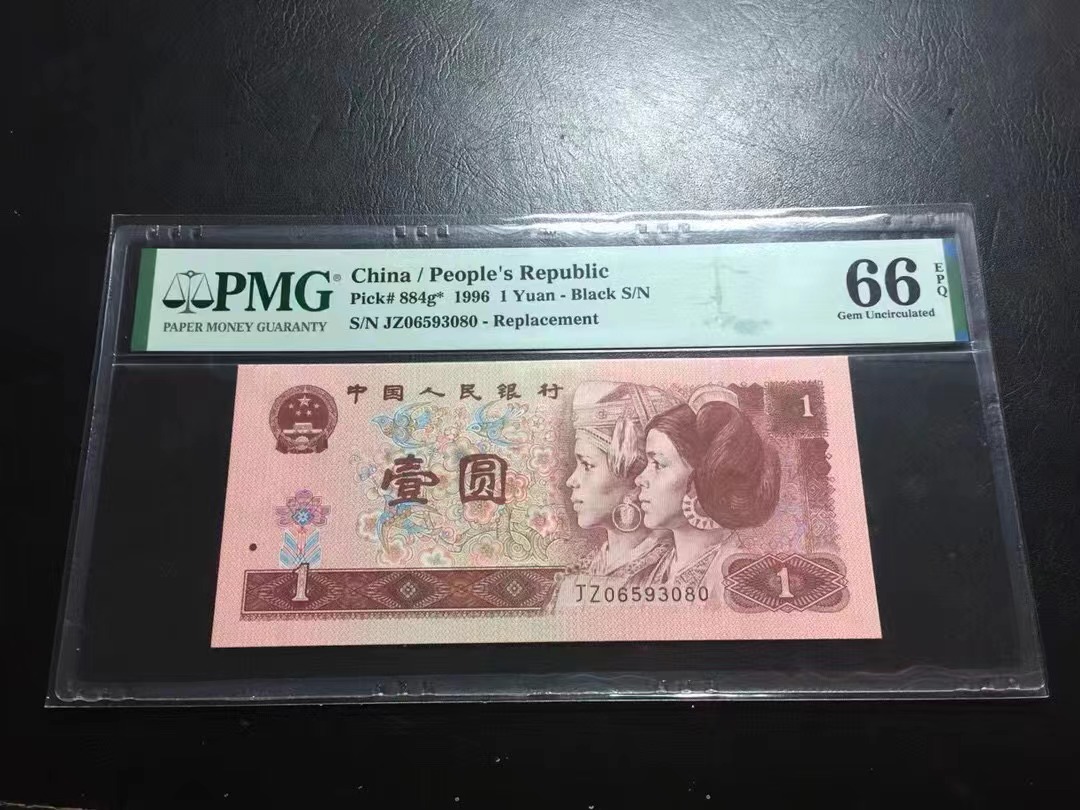 PMG®
PAPER MONEY GUARANTY
China / People's Republic
Pick# 884g* 1996 1 Yuan - Black S/N
S/N JZ06593080 - Replacement
66 EPQ
Gem Uncirculated
中国人民银行
1
壹圆
1
JZ06593080
1